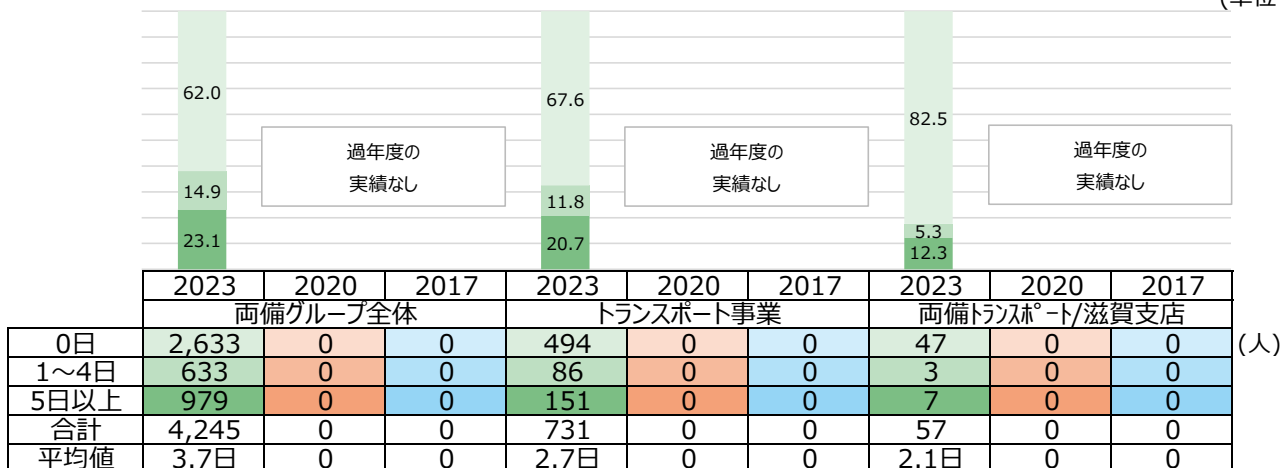 (単位
62.0 67.6 82.5
過年度の 過年度の 過年度の
実績なし 実績なし 実績なし
14.9 11.8 5.3
23.1 20.7 12.3
2023 2020 2017 2023 2020 2017 2023 2020 2017
両備グループ全体 トランスポート事業 両備トランスポート/滋賀支店
0日 2,633 0 0 494 0 0 47 0 0 (人)
1～4日 633 0 0 86 0 0 3 0 0
5日以上 979 0 0 151 0 0 7 0 0
合計 4,245 0 0 731 0 0 57 0 0
平均値 3.7日 0 0 2.7日 0 0 2.1日 0 0